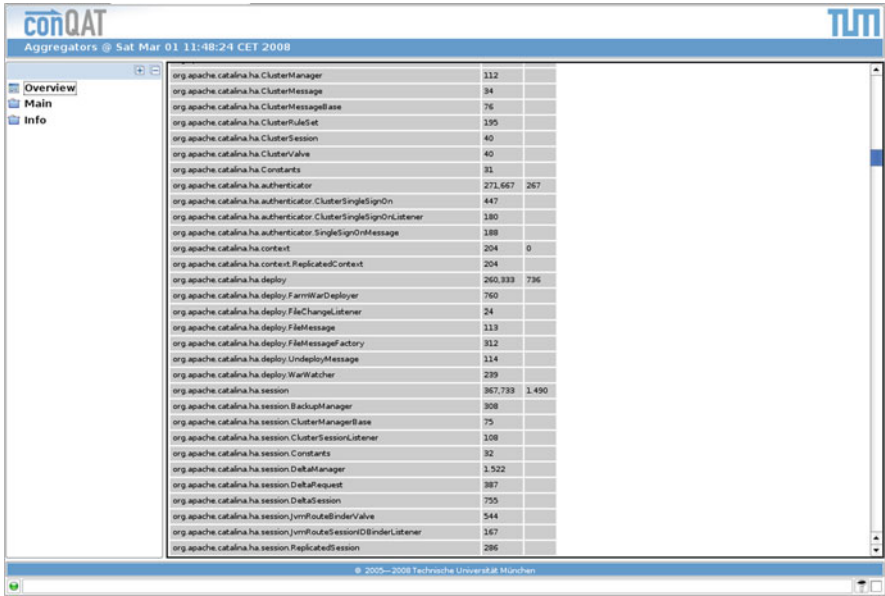 conQAT
TUM
Aggregators @ Sat Mar 01 11:48:24 CET 2008
Overview
Main
Info
org.apache.catalina.ha.ClusterManager 112
org.apache.catalina.ha.ClusterMessage 34
org.apache.catalina.ha.ClusterMessageBase 76
org.apache.catalina.ha.ClusterRuleSet 195
org.apache.catalina.ha.ClusterSession 40
org.apache.catalina.ha.ClusterValve 40
org.apache.catalina.ha.Constants 31
org.apache.catalina.ha.authenticator 271,667 267
org.apache.catalina.ha.authenticator.ClusterSingleSignOn 447
org.apache.catalina.ha.authenticator.ClusterSingleSignOnListener 180
org.apache.catalina.ha.authenticator.SingleSignOnMessage 188
org.apache.catalina.ha.context 204 0
org.apache.catalina.ha.context.ReplicatedContext 204
org.apache.catalina.ha.deploy 260,333 736
org.apache.catalina.ha.deploy.FarmWarDeployer 760
org.apache.catalina.ha.deploy.FileChangeListener 24
org.apache.catalina.ha.deploy.FileMessage 113
org.apache.catalina.ha.deploy.FileMessageFactory 312
org.apache.catalina.ha.deploy.UndeployMessage 114
org.apache.catalina.ha.deploy.WarWatcher 239
org.apache.catalina.ha.session 367,733 1.490
org.apache.catalina.ha.session.BackupManager 308
org.apache.catalina.ha.session.ClusterManagerBase 75
org.apache.catalina.ha.session.ClusterSessionListener 108
org.apache.catalina.ha.session.Constants 32
org.apache.catalina.ha.session.DeltaManager 1.522
org.apache.catalina.ha.session.DeltaRequest 387
org.apache.catalina.ha.session.DeltaSession 755
org.apache.catalina.ha.session.JvmRouteBinderValve 544
org.apache.catalina.ha.session.JvmRouteSessionIDBinderListener 167
org.apache.catalina.ha.session.ReplicatedSession 286
© 2005—2008 Technische Universität München